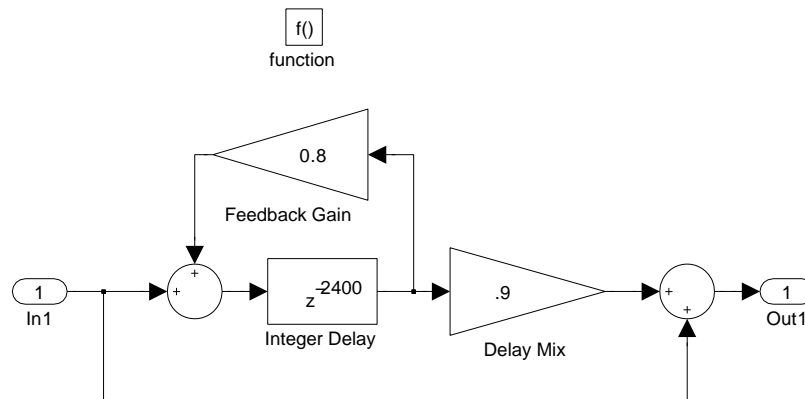 f()
function
0.8
Feedback Gain
+
1
In1
+
z^-2400
Integer Delay
.9
Delay Mix
+
+
1
Out1